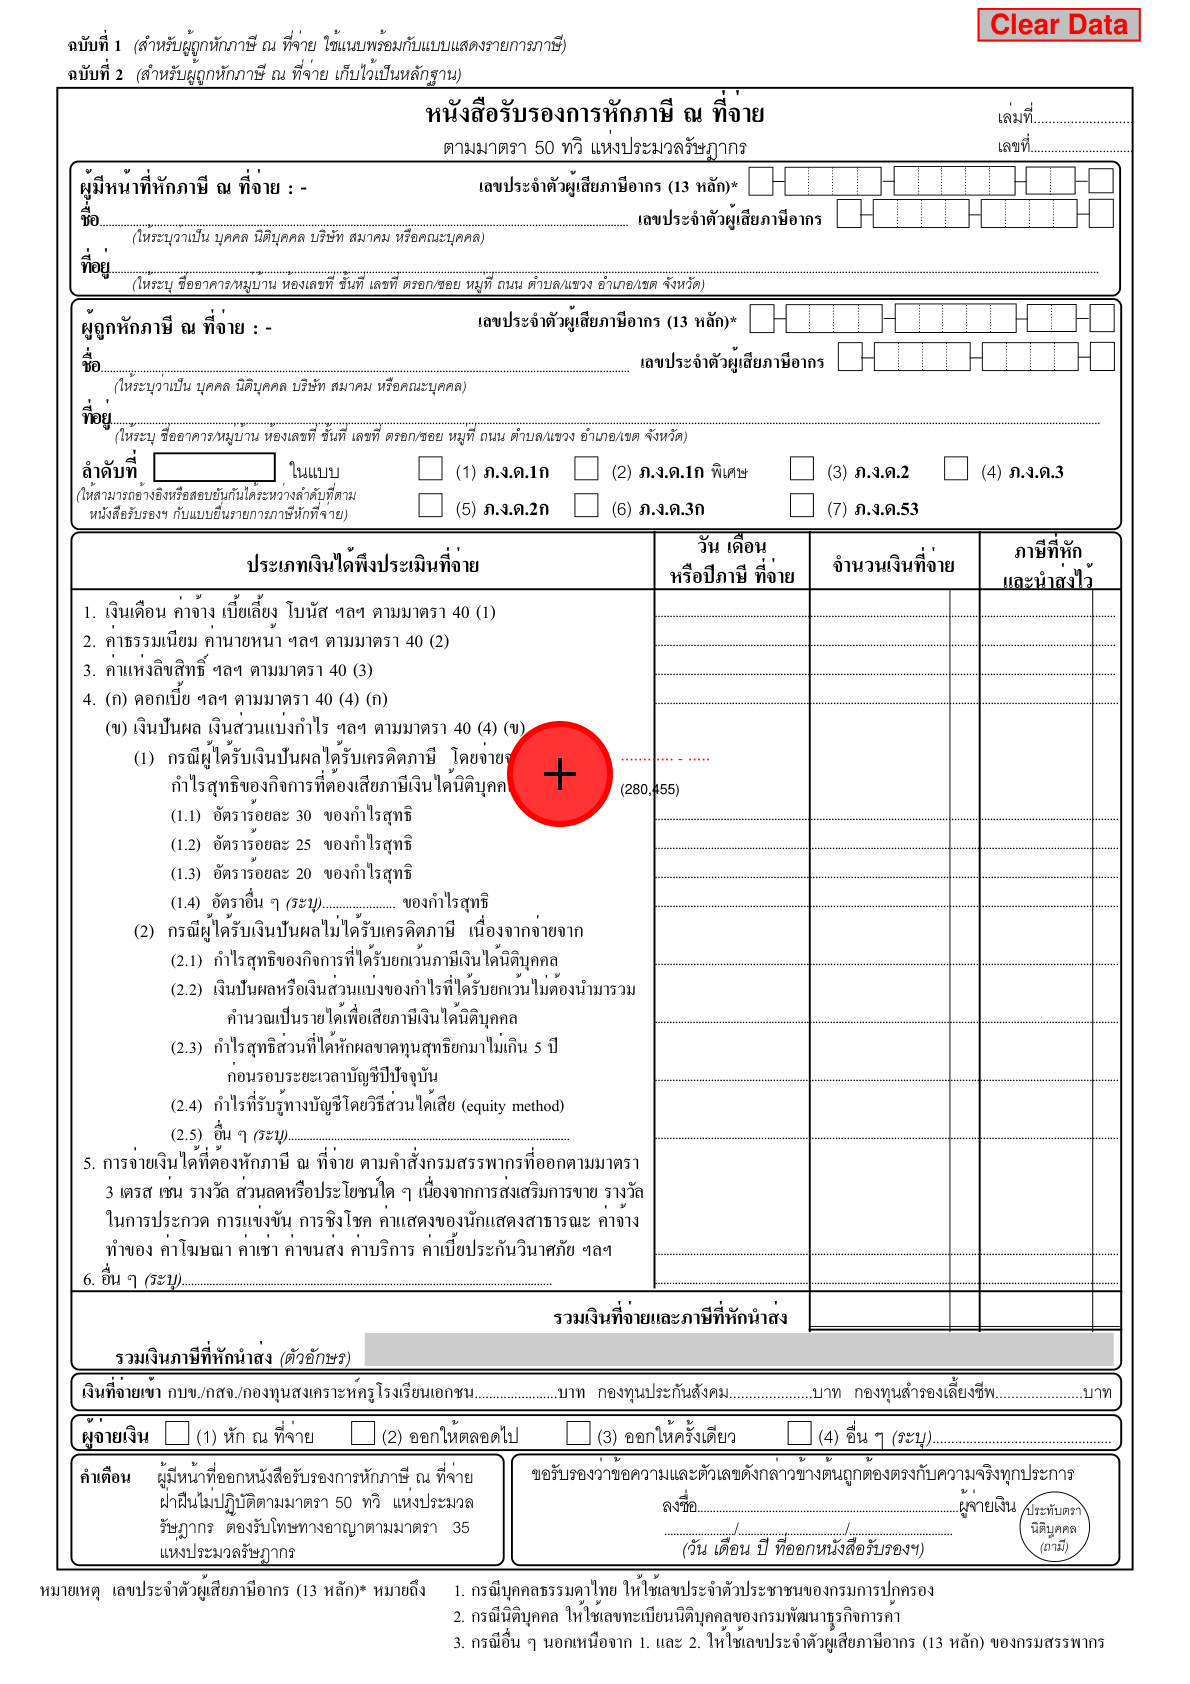 Clear Data
ฉบับที่ 1 (สำหรับผู้ถูกหักภาษี ณ ที่จ่าย ใช้แนบพร้อมกับแบบแสดงรายการภาษี)
ฉบับที่ 2 (สำหรับผู้ถูกหักภาษี ณ ที่จ่าย เก็บไว้เป็นหลักฐาน)
หนังสือรับรองการหักภาษี ณ ที่จ่าย
เล่มที่
ตามมาตรา 50 ทวิ แห่งประมวลรัษฎากร
เลขที่
ผู้มีหน้าที่หักภาษี ณ ที่จ่าย : - เลขประจำตัวผู้เสียภาษีอากร (13 หลัก)*
ชื่อ เลขประจำตัวผู้เสียภาษีอากร
(ให้ระบุว่าเป็น บุคคล นิติบุคคล บริษัท สมาคม หรือคณะบุคคล)
ที่อยู่
(ให้ระบุ ชื่ออาคาร/หมู่บ้าน ห้องเลขที่ ชั้นที่ เลขที่ ตรอก/ซอย หมู่ที่ ถนน ตำบล/แขวง อำเภอ/เขต จังหวัด)
ผู้ถูกหักภาษี ณ ที่จ่าย : - เลขประจำตัวผู้เสียภาษีอากร (13 หลัก)*
ชื่อ เลขประจำตัวผู้เสียภาษีอากร
(ให้ระบุว่าเป็น บุคคล นิติบุคคล บริษัท สมาคม หรือคณะบุคคล)
ที่อยู่
(ให้ระบุ ชื่ออาคาร/หมู่บ้าน ห้องเลขที่ ชั้นที่ เลขที่ ตรอก/ซอย หมู่ที่ ถนน ตำบล/แขวง อำเภอ/เขต จังหวัด)
ลำดับที่ ในแบบ (1) ภ.ง.ด.1ก (2) ภ.ง.ด.1ก พิเศษ (3) ภ.ง.ด.2 (4) ภ.ง.ด.3
(ให้สามารถอ้างอิงหรือสอบยันกันได้ระหว่างลำดับที่ตาม
หนังสือรับรองฯ กับแบบยื่นรายการภาษีหักที่จ่าย)
(5) ภ.ง.ด.2ก (6) ภ.ง.ด.3ก (7) ภ.ง.ด.53
ประเภทเงินได้พึงประเมินที่จ่าย
วัน เดือน
หรือปีภาษี ที่จ่าย
จำนวนเงินที่จ่าย
ภาษีที่หัก
และนำส่งไว้
1. เงินเดือน ค่าจ้าง เบี้ยเลี้ยง โบนัส ฯลฯ ตามมาตรา 40 (1)
2. ค่าธรรมเนียม ค่านายหน้า ฯลฯ ตามมาตรา 40 (2)
3. ค่าแห่งลิขสิทธิ์ ฯลฯ ตามมาตรา 40 (3)
4. (ก) ดอกเบี้ย ฯลฯ ตามมาตรา 40 (4) (ก)
(ข) เงินปันผล เงินส่วนแบ่งกำไร ฯลฯ ตามมาตรา 40 (4) (ข)
(1) กรณีผู้ได้รับเงินปันผลได้รับเครดิตภาษี โดยจ่าย
กำไรสุทธิของกิจการที่ต้องเสียภาษีเงินได้นิติบุคค
(280,455)
(1.1) อัตราร้อยละ 30 ของกำไรสุทธิ
(1.2) อัตราร้อยละ 25 ของกำไรสุทธิ
(1.3) อัตราร้อยละ 20 ของกำไรสุทธิ
(1.4) อัตราอื่น ๆ (ระบุ) ของกำไรสุทธิ
(2) กรณีผู้ได้รับเงินปันผลไม่ได้รับเครดิตภาษี เนื่องจากจ่ายจาก
(2.1) กำไรสุทธิของกิจการที่ได้รับยกเว้นภาษีเงินได้นิติบุคคล
(2.2) เงินปันผลหรือเงินส่วนแบ่งของกำไรที่ได้รับยกเว้นไม่ต้องนำมารวม
คำนวณเป็นรายได้เพื่อเสียภาษีเงินได้นิติบุคคล
(2.3) กำไรสุทธิส่วนที่ได้หักผลขาดทุนสุทธิยกมาไม่เกิน 5 ปี
ก่อนรอบระยะเวลาบัญชีปีปัจจุบัน
(2.4) กำไรที่รับรู้ทางบัญชีโดยวิธีส่วนได้เสีย (equity method)
(2.5) อื่น ๆ (ระบุ)
5. การจ่ายเงินได้ที่ต้องหักภาษี ณ ที่จ่าย ตามคำสั่งกรมสรรพากรที่ออกตามมาตรา
3 เตรส เช่น รางวัล ส่วนลดหรือประโยชน์ใด ๆ เนื่องจากการส่งเสริมการขาย รางวัล
ในการประกวด การแข่งขัน การชิงโชค ค่าแสดงของนักแสดงสาธารณะ ค่าจ้าง
ทำของ ค่าโฆษณา ค่าเช่า ค่าขนส่ง ค่าบริการ ค่าเบี้ยประกันวินาศภัย ฯลฯ
6. อื่น ๆ (ระบุ)
รวมเงินที่จ่ายและภาษีที่หักนำส่ง
รวมเงินภาษีที่หักนำส่ง (ตัวอักษร)
เงินที่จ่ายเข้า กบข./กสจ./กองทุนสงเคราะห์ครูโรงเรียนเอกชน บาท กองทุนประกันสังคม บาท กองทุนสำรองเลี้ยงชีพ บาท
ผู้จ่ายเงิน (1) หัก ณ ที่จ่าย (2) ออกให้ตลอดไป (3) ออกให้ครั้งเดียว (4) อื่น ๆ (ระบุ)
คำเตือน ผู้มีหน้าที่ออกหนังสือรับรองการหักภาษี ณ ที่จ่าย
ฝ่าฝืนไม่ปฏิบัติตามมาตรา 50 ทวิ แห่งประมวล
รัษฎากร ต้องรับโทษทางอาญาตามมาตรา 35
แห่งประมวลรัษฎากร
ขอรับรองว่าข้อความและตัวเลขดังกล่าวข้างต้นถูกต้องตรงกับความจริงทุกประการ
ลงชื่อ ผู้จ่ายเงิน
/ /
(วัน เดือน ปี ที่ออกหนังสือรับรองฯ)
ประทับตรา
นิติบุคคล
(ถ้ามี)
หมายเหตุ เลขประจำตัวผู้เสียภาษีอากร (13 หลัก)* หมายถึง 1. กรณีบุคคลธรรมดาไทย ให้ใช้เลขประจำตัวประชาชนของกรมการปกครอง
2. กรณีนิติบุคคล ให้ใช้เลขทะเบียนนิติบุคคลของกรมพัฒนาธุรกิจการค้า
3. กรณีอื่น ๆ นอกเหนือจาก 1. และ 2. ให้ใช้เลขประจำตัวผู้เสียภาษีอากร (13 หลัก) ของกรมสรรพากร